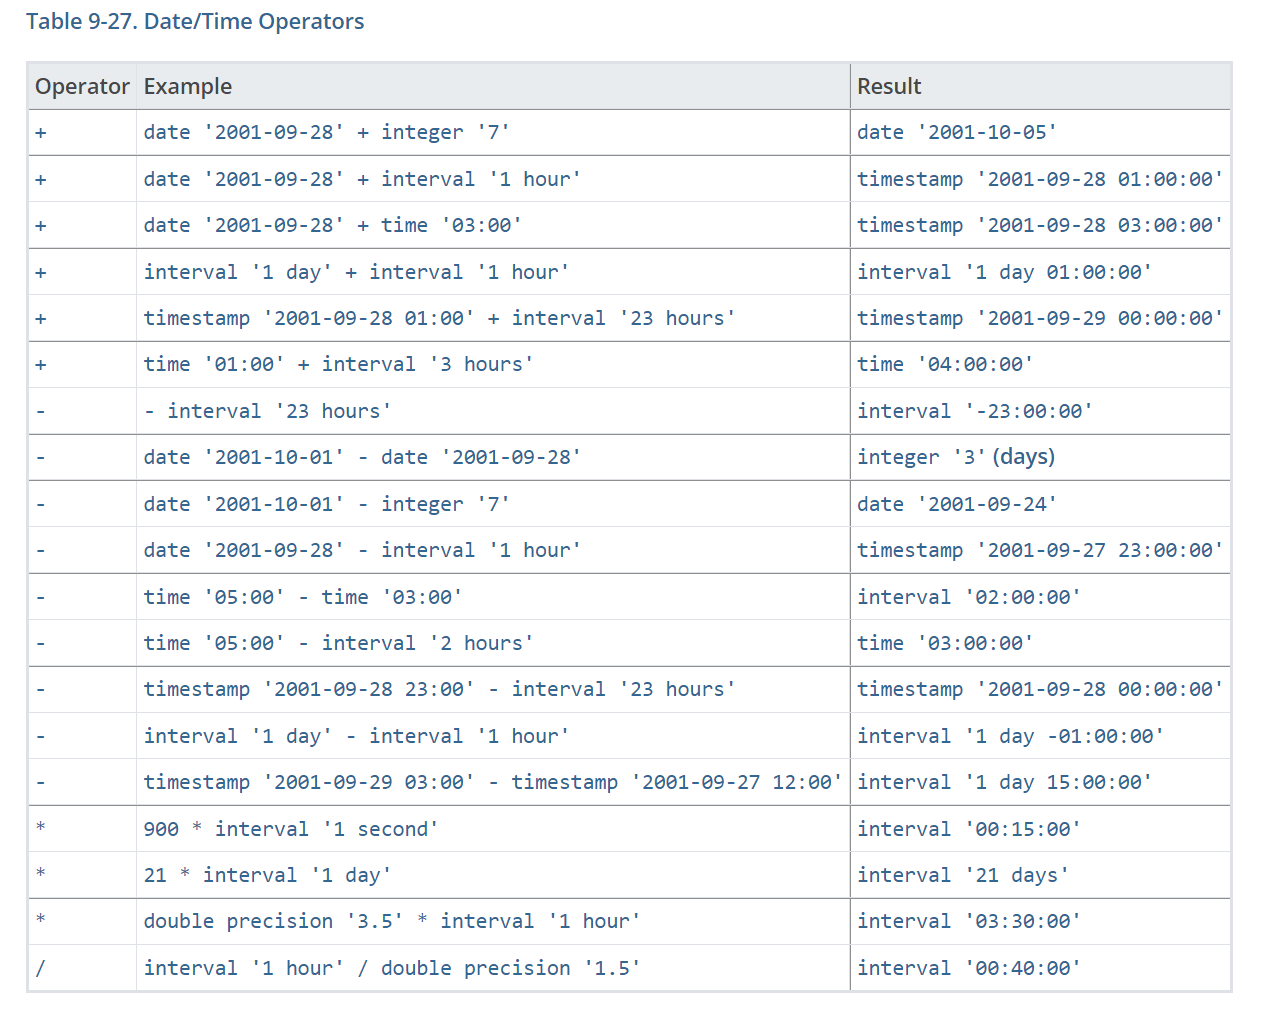 Table 9-27. Date/Time Operators
Operator Example Result
+ date '2001-09-28' + integer '7' date '2001-10-05'
+ date '2001-09-28' + interval '1 hour' timestamp '2001-09-28 01:00:00'
+ date '2001-09-28' + time '03:00' timestamp '2001-09-28 03:00:00'
+ interval '1 day' + interval '1 hour' interval '1 day 01:00:00'
+ timestamp '2001-09-28 01:00' + interval '23 hours' timestamp '2001-09-29 00:00:00'
+ time '01:00' + interval '3 hours' time '04:00:00'
- - interval '23 hours' interval '-23:00:00'
- date '2001-10-01' - date '2001-09-28' integer '3' (days)
- date '2001-10-01' - integer '7' date '2001-09-24'
- date '2001-09-28' - interval '1 hour' timestamp '2001-09-27 23:00:00'
- time '05:00' - time '03:00' interval '02:00:00'
- time '05:00' - interval '2 hours' time '03:00:00'
- timestamp '2001-09-28 23:00' - interval '23 hours' timestamp '2001-09-28 00:00:00'
- interval '1 day' - interval '1 hour' interval '1 day -01:00:00'
- timestamp '2001-09-29 03:00' - timestamp '2001-09-27 12:00' interval '1 day 15:00:00'
* 900 * interval '1 second' interval '00:15:00'
* 21 * interval '1 day' interval '21 days'
* double precision '3.5' * interval '1 hour' interval '03:30:00'
/ interval '1 hour' / double precision '1.5' interval '00:40:00'